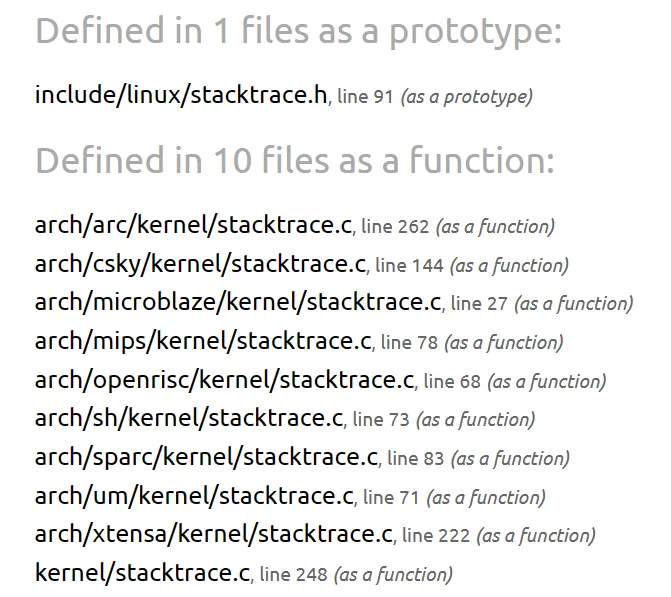 Defined in 1 files as a prototype:
include/linux/stacktrace.h, line 91 (as a prototype)
Defined in 10 files as a function:
arch/arc/kernel/stacktrace.c, line 262 (as a function)
arch/csky/kernel/stacktrace.c, line 144 (as a function)
arch/microblaze/kernel/stacktrace.c, line 27 (as a function)
arch/mips/kernel/stacktrace.c, line 78 (as a function)
arch/openrisc/kernel/stacktrace.c, line 68 (as a function)
arch/sh/kernel/stacktrace.c, line 73 (as a function)
arch/sparc/kernel/stacktrace.c, line 83 (as a function)
arch/um/kernel/stacktrace.c, line 71 (as a function)
arch/xtensa/kernel/stacktrace.c, line 222 (as a function)
kernel/stacktrace.c, line 248 (as a function)